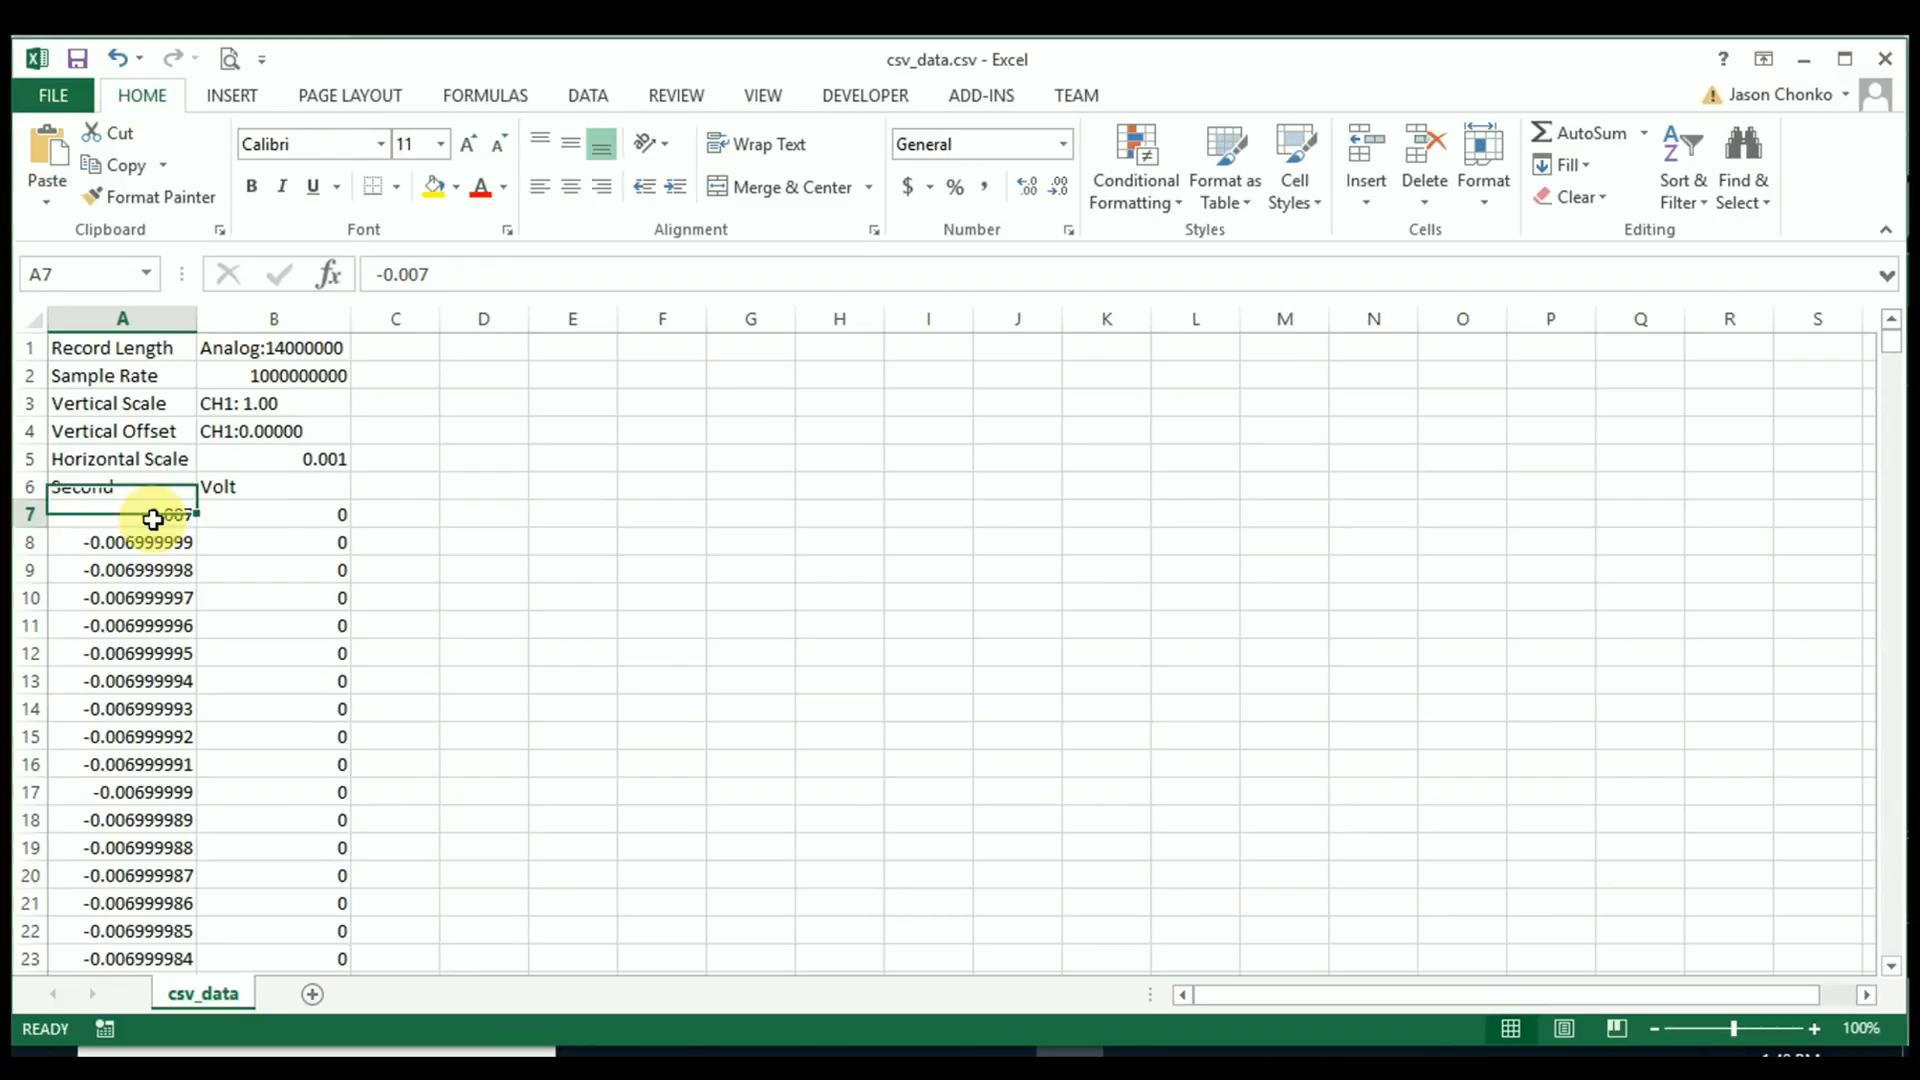 csv_data.csv - Excel
FILE HOME INSERT PAGE LAYOUT FORMULAS DATA REVIEW VIEW DEVELOPER ADD-INS TEAM Jason Chonko
Paste Cut Copy Format Painter Clipboard
Calibri 11 B I U Font
Wrap Text Merge & Center Alignment
General $ % Number
Conditional Formatting Format as Table Cell Styles Styles
Insert Delete Format Cells
AutoSum Fill Clear Sort & Filter Find & Select Editing
A7 fx -0.007
A B C D E F G H I J K L M N O P Q R S
1 Record Length Analog:14000000
2 Sample Rate 1000000000
3 Vertical Scale CH1: 1.00
4 Vertical Offset CH1:0.00000
5 Horizontal Scale 0.001
6 Second Volt
7 0
8 -0.006999999 0
9 -0.006999998 0
10 -0.006999997 0
11 -0.006999996 0
12 -0.006999995 0
13 -0.006999994 0
14 -0.006999993 0
15 -0.006999992 0
16 -0.006999991 0
17 -0.00699999 0
18 -0.006999989 0
19 -0.006999988 0
20 -0.006999987 0
21 -0.006999986 0
22 -0.006999985 0
23 -0.006999984 0
csv_data
READY 100%